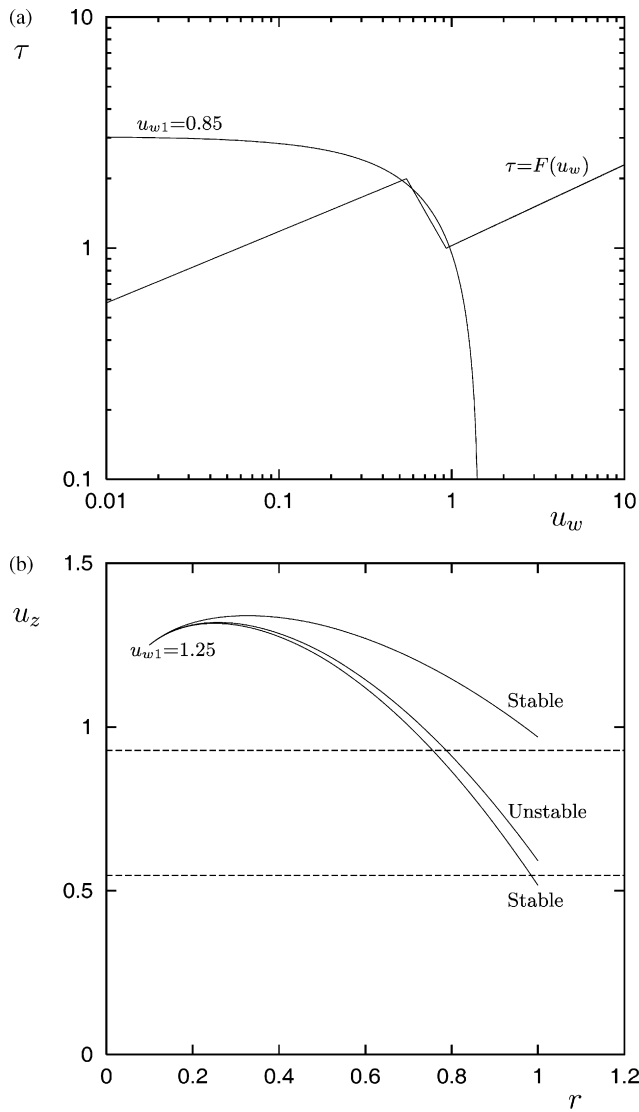 (a)
10
τ
u_{w1}=0.85
τ=F(u_w)
1
0.1
0.01 0.1 1 10
u_w
(b)
1.5
u_z
u_{w1}=1.25
Stable
1
Unstable
0.5
Stable
0
0 0.2 0.4 0.6 0.8 1 1.2
r